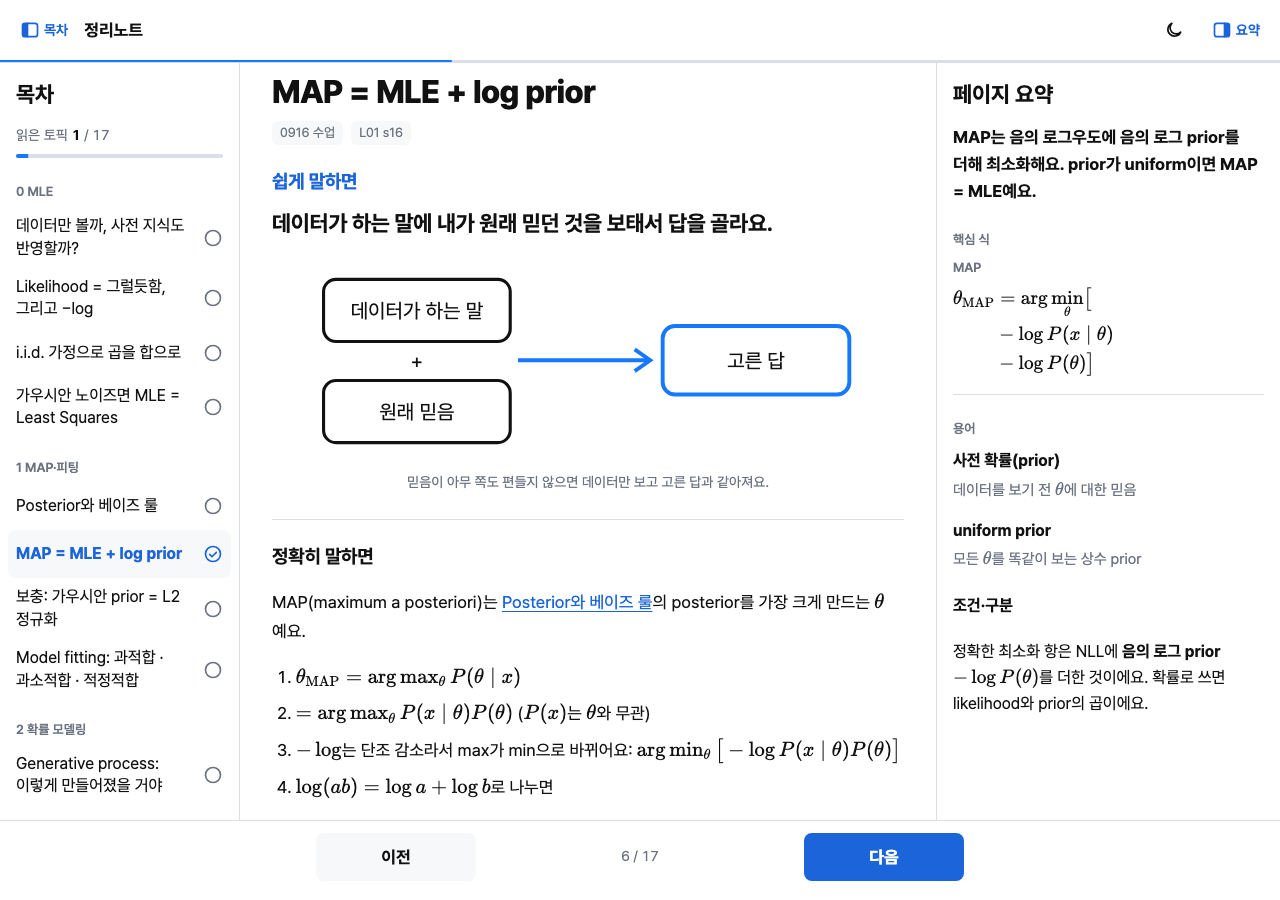 목차
정리노트
요약
목차
읽은 토픽 1 / 17
0 MLE
데이터만 볼까, 사전 지식도
반영할까?
Likelihood = 그럴듯함,
그리고 −log
i.i.d. 가정으로 곱을 합으로
가우시안 노이즈면 MLE =
Least Squares
1 MAP·피팅
Posterior와 베이즈 룰
MAP = MLE + log prior
보충: 가우시안 prior = L2
정규화
Model fitting: 과적합 ·
과소적합 · 적정적합
2 확률 모델링
Generative process:
이렇게 만들어졌을 거야
MAP = MLE + log prior
0916 수업
L01 s16
쉽게 말하면
데이터가 하는 말에 내가 원래 믿던 것을 보태서 답을 골라요.
데이터가 하는 말
+
원래 믿음
고른 답
믿음이 아무 쪽도 편들지 않으면 데이터만 보고 고른 답과 같아져요.
정확히 말하면
MAP(maximum a posteriori)는 Posterior와 베이즈 룰의 posterior를 가장 크게 만드는 θ
예요.
1. θ_MAP = arg max_θ P(θ | x)
2. = arg max_θ P(x | θ)P(θ) (P(x)는 θ와 무관)
3. − log는 단조 감소라서 max가 min으로 바뀌어요: arg min_θ [ − log P(x | θ)P(θ)]
4. log(ab) = log a + log b로 나누면
페이지 요약
MAP는 음의 로그우도에 음의 로그 prior를
더해 최소화해요. prior가 uniform이면 MAP
= MLE예요.
핵심 식
MAP
θ_MAP = arg min_θ [
− log P(x | θ)
− log P(θ)]
용어
사전 확률(prior)
데이터를 보기 전 θ에 대한 믿음
uniform prior
모든 θ를 똑같이 보는 상수 prior
조건·구분
정확한 최소화 항은 NLL에 음의 로그 prior
− log P(θ)를 더한 것이에요. 확률로 쓰면
likelihood와 prior의 곱이에요.
이전
6 / 17
다음